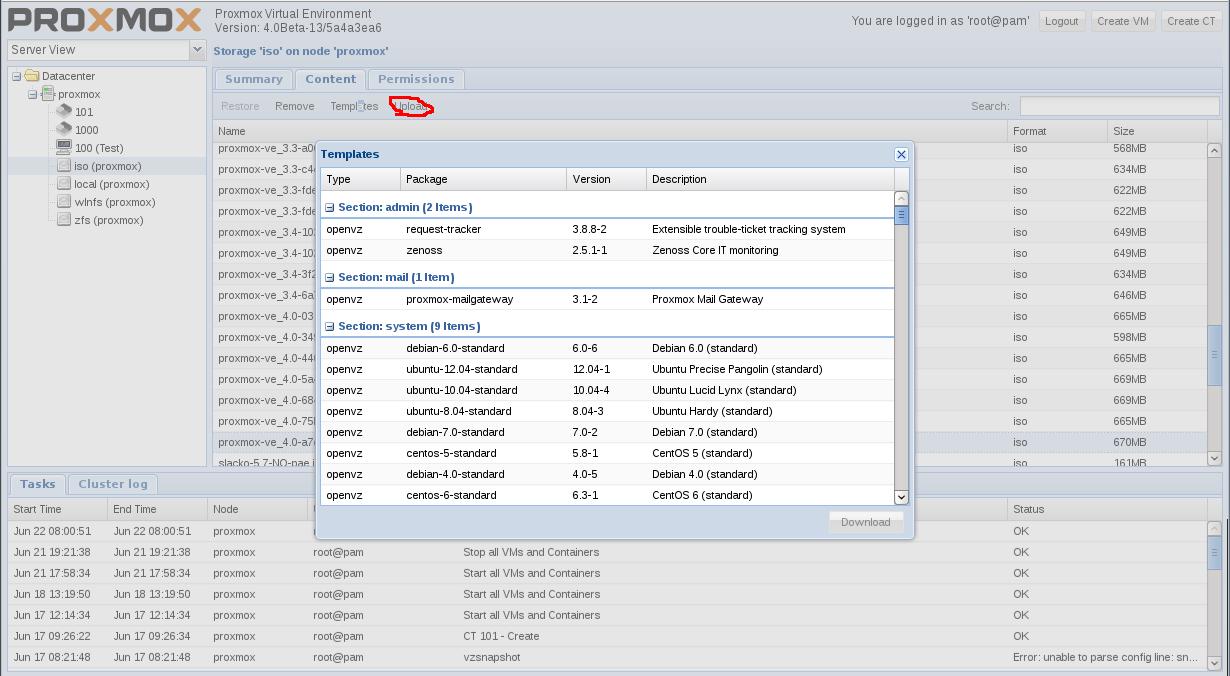 PROXMOX
Proxmox Virtual Environment
Version: 4.0Beta-13/5a4a3ea6
You are logged in as 'root@pam'
Logout
Create VM
Create CT
Server View
Storage 'iso' on node 'proxmox'
Datacenter
proxmox
101
1000
100 (Test)
iso (proxmox)
local (proxmox)
wlnfs (proxmox)
zfs (proxmox)
Summary
Content
Permissions
Restore
Remove
Templates
Upload
Search:
Name
Format
Size
proxmox-ve_3.3-a0 iso 568MB
proxmox-ve_3.3-c4 iso 634MB
proxmox-ve_3.3-fde iso 622MB
proxmox-ve_3.3-fde iso 622MB
proxmox-ve_3.4-10 iso 649MB
proxmox-ve_3.4-10 iso 649MB
proxmox-ve_3.4-3f2 iso 634MB
proxmox-ve_3.4-6a iso 646MB
proxmox-ve_4.0-03 iso 665MB
proxmox-ve_4.0-34 iso 598MB
proxmox-ve_4.0-44 iso 665MB
proxmox-ve_4.0-5a iso 669MB
proxmox-ve_4.0-68 iso 669MB
proxmox-ve_4.0-75 iso 665MB
proxmox-ve_4.0-a7 iso 670MB
slacko-5.7-NO-pae.i iso 161MB
Templates
Type Package Version Description
Section: admin (2 Items)
openvz request-tracker 3.8.8-2 Extensible trouble-ticket tracking system
openvz zenoss 2.5.1-1 Zenoss Core IT monitoring
Section: mail (1 Item)
openvz proxmox-mailgateway 3.1-2 Proxmox Mail Gateway
Section: system (9 Items)
openvz debian-6.0-standard 6.0-6 Debian 6.0 (standard)
openvz ubuntu-12.04-standard 12.04-1 Ubuntu Precise Pangolin (standard)
openvz ubuntu-10.04-standard 10.04-4 Ubuntu Lucid Lynx (standard)
openvz ubuntu-8.04-standard 8.04-3 Ubuntu Hardy (standard)
openvz debian-7.0-standard 7.0-2 Debian 7.0 (standard)
openvz centos-5-standard 5.8-1 CentOS 5 (standard)
openvz debian-4.0-standard 4.0-5 Debian 4.0 (standard)
openvz centos-6-standard 6.3-1 CentOS 6 (standard)
Download
Tasks
Cluster log
Start Time End Time Node Status
Jun 22 08:00:51 Jun 22 08:00:51 proxmox OK
Jun 21 19:21:38 Jun 21 19:21:38 proxmox root@pam Stop all VMs and Containers OK
Jun 21 17:58:34 Jun 21 17:58:34 proxmox root@pam Start all VMs and Containers OK
Jun 18 13:19:50 Jun 18 13:19:50 proxmox root@pam Start all VMs and Containers OK
Jun 17 12:14:34 Jun 17 12:14:34 proxmox root@pam Start all VMs and Containers OK
Jun 17 09:26:22 Jun 17 09:26:34 proxmox root@pam CT 101 - Create OK
Jun 17 08:21:48 Jun 17 08:21:48 proxmox root@pam vzsnapshot Error: unable to parse config line: sn...